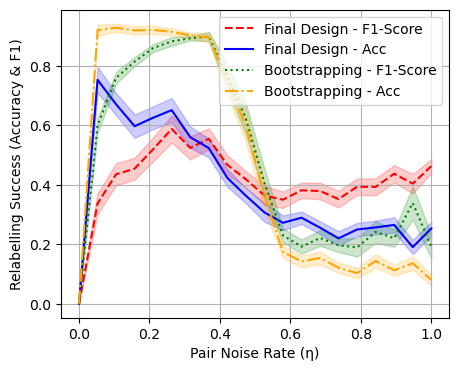 Final Design - F1-Score
Final Design - Acc
Bootstrapping - F1-Score
Bootstrapping - Acc
Relabelling Success (Accuracy & F1)
0.8
0.6
0.4
0.2
0.0
0.0 0.2 0.4 0.6 0.8 1.0
Pair Noise Rate (η)